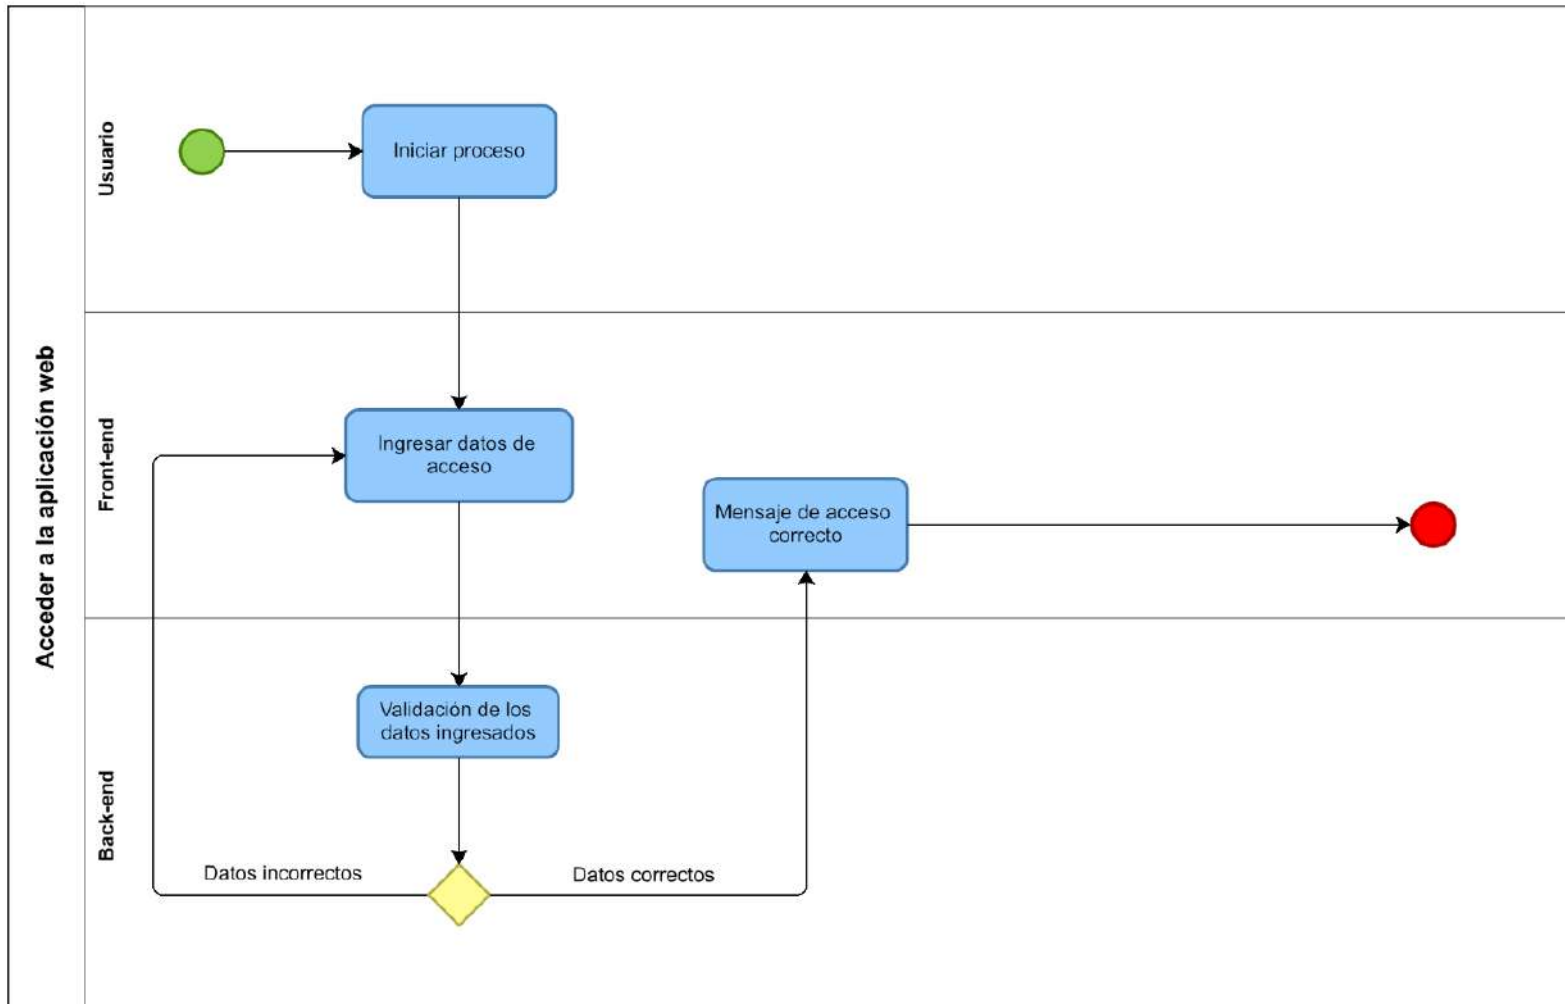 Acceder a la aplicación web
Usuario
Iniciar proceso
Front-end
Ingresar datos de
acceso
Mensaje de acceso
correcto
Back-end
Validación de los
datos ingresados
Datos incorrectos
Datos correctos